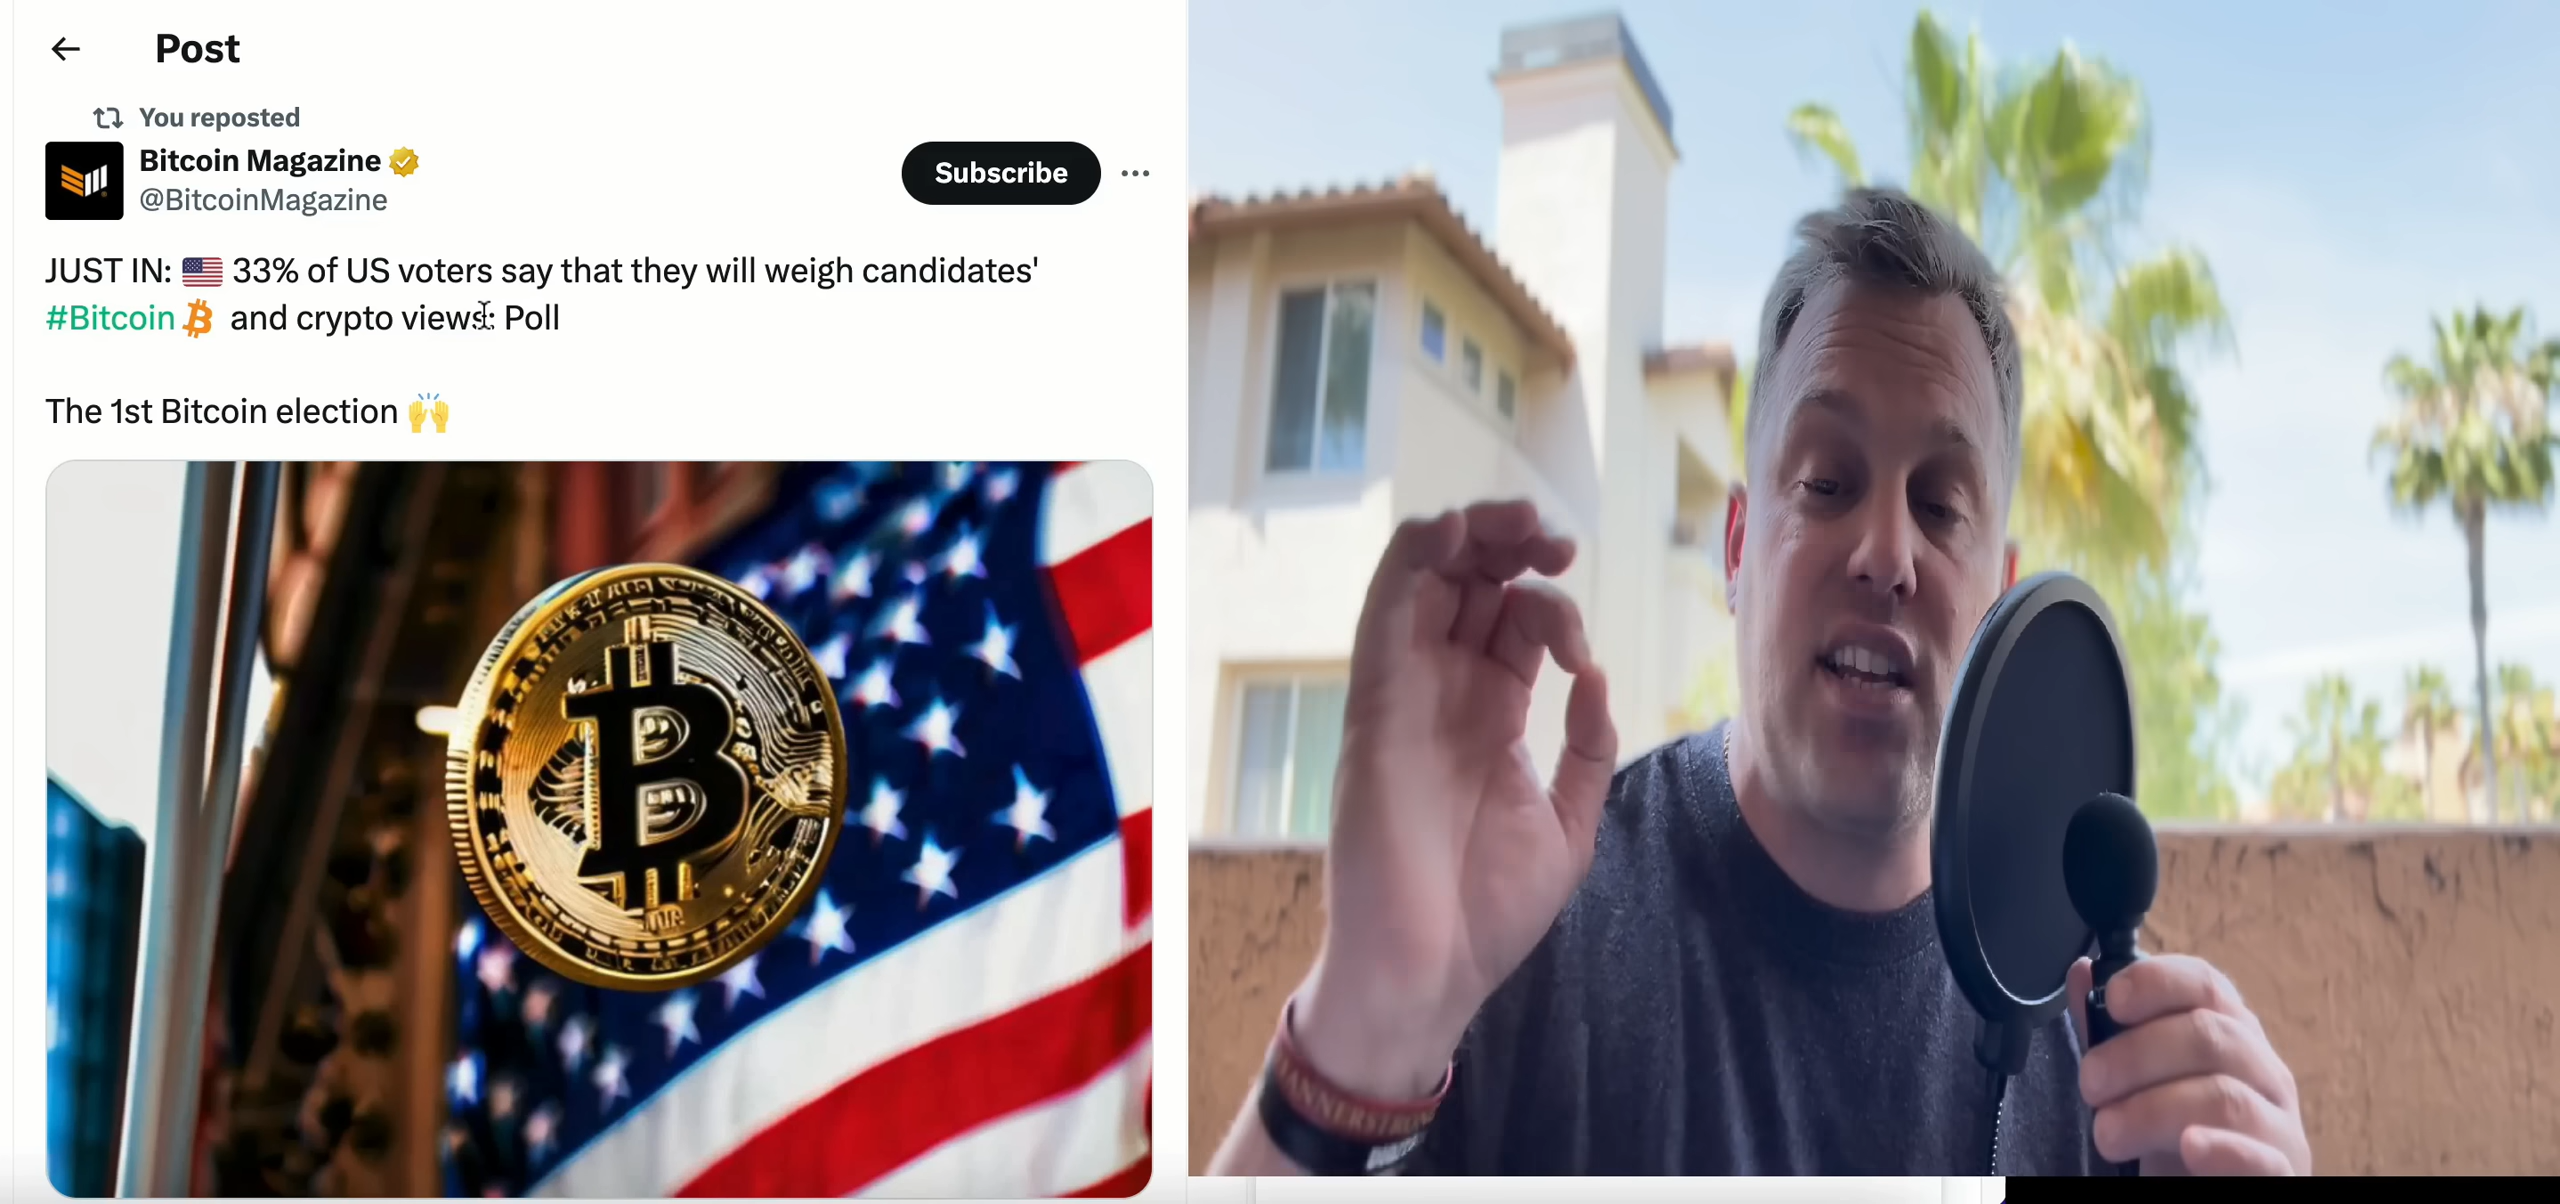 Post
You reposted
Bitcoin Magazine
@BitcoinMagazine
Subscribe
JUST IN: 🇺🇸 33% of US voters say that they will weigh candidates'
#Bitcoin and crypto views: Poll
The 1st Bitcoin election 🙌